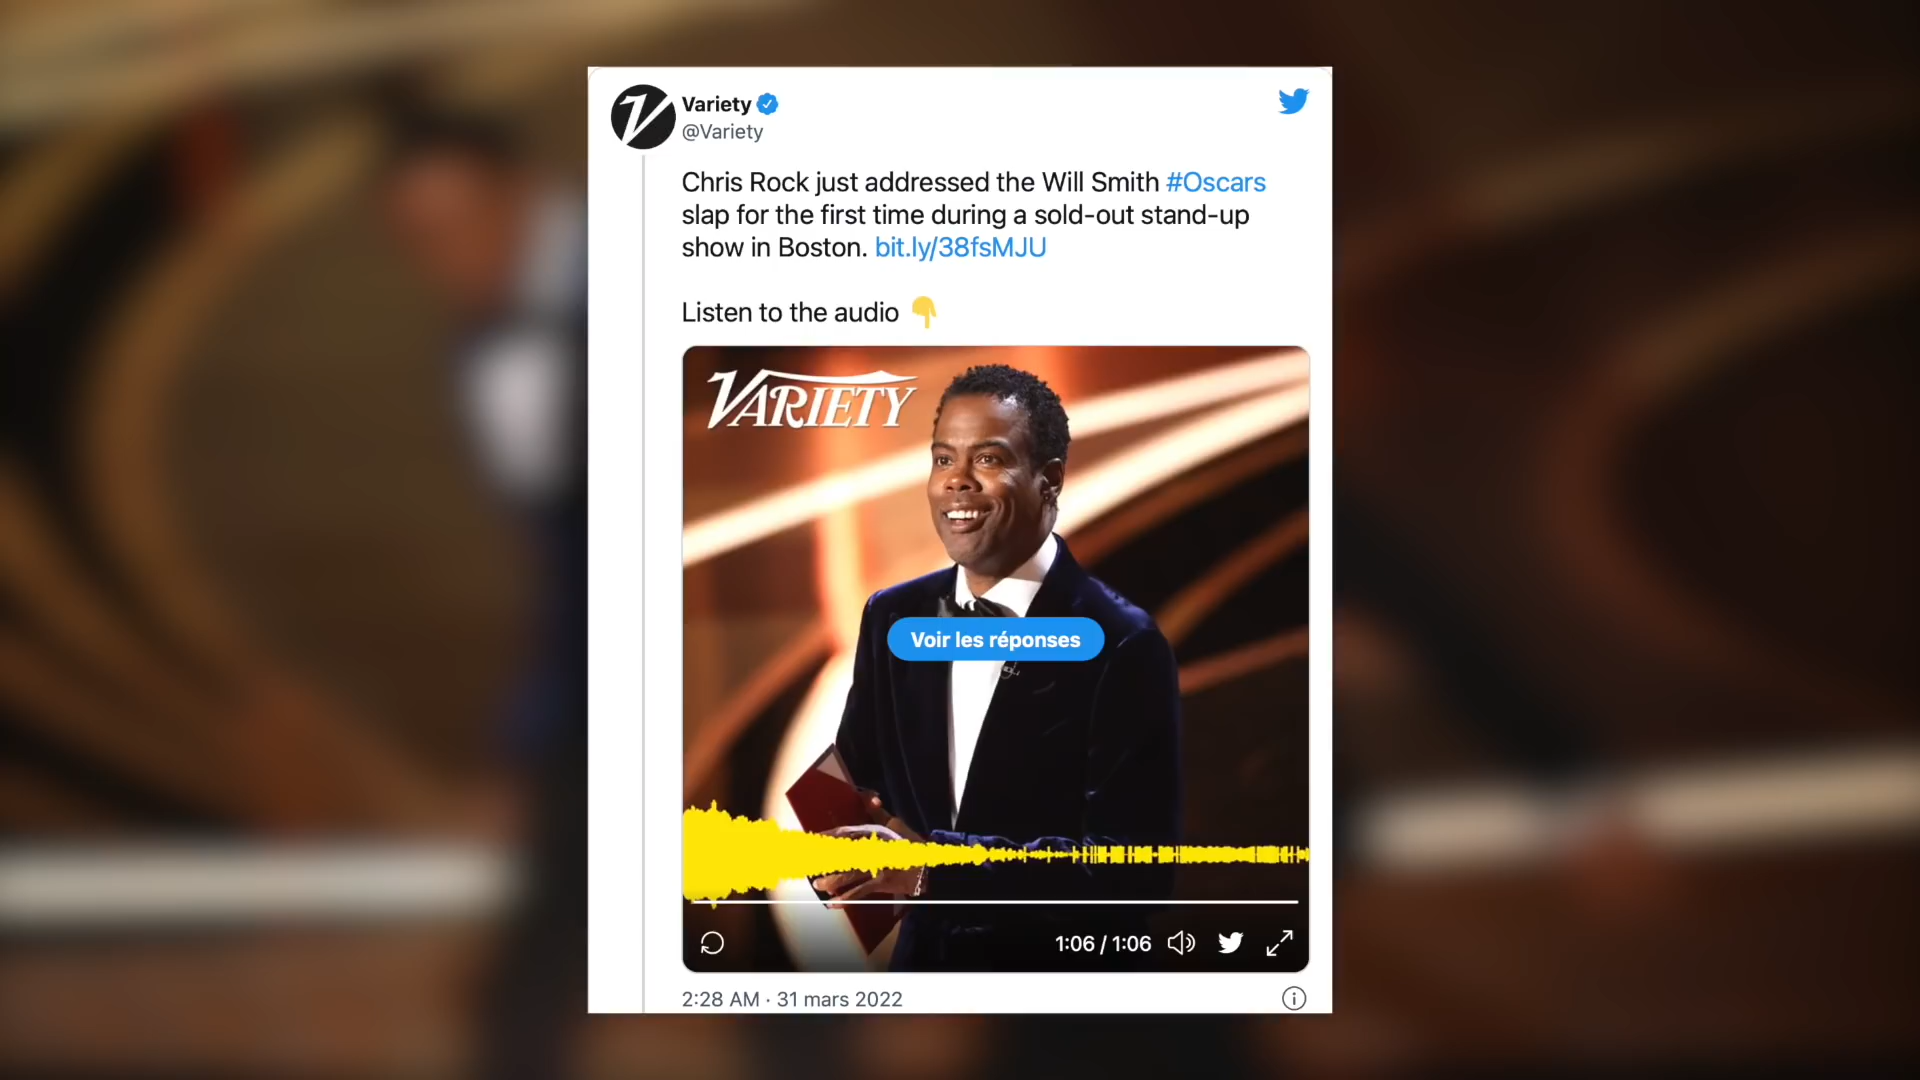 Variety
@Variety
Chris Rock just addressed the Will Smith #Oscars
slap for the first time during a sold-out stand-up
show in Boston. bit.ly/38fsMJU
Listen to the audio 👇
VARIETY
Voir les réponses
1:06 / 1:06
2:28 AM · 31 mars 2022